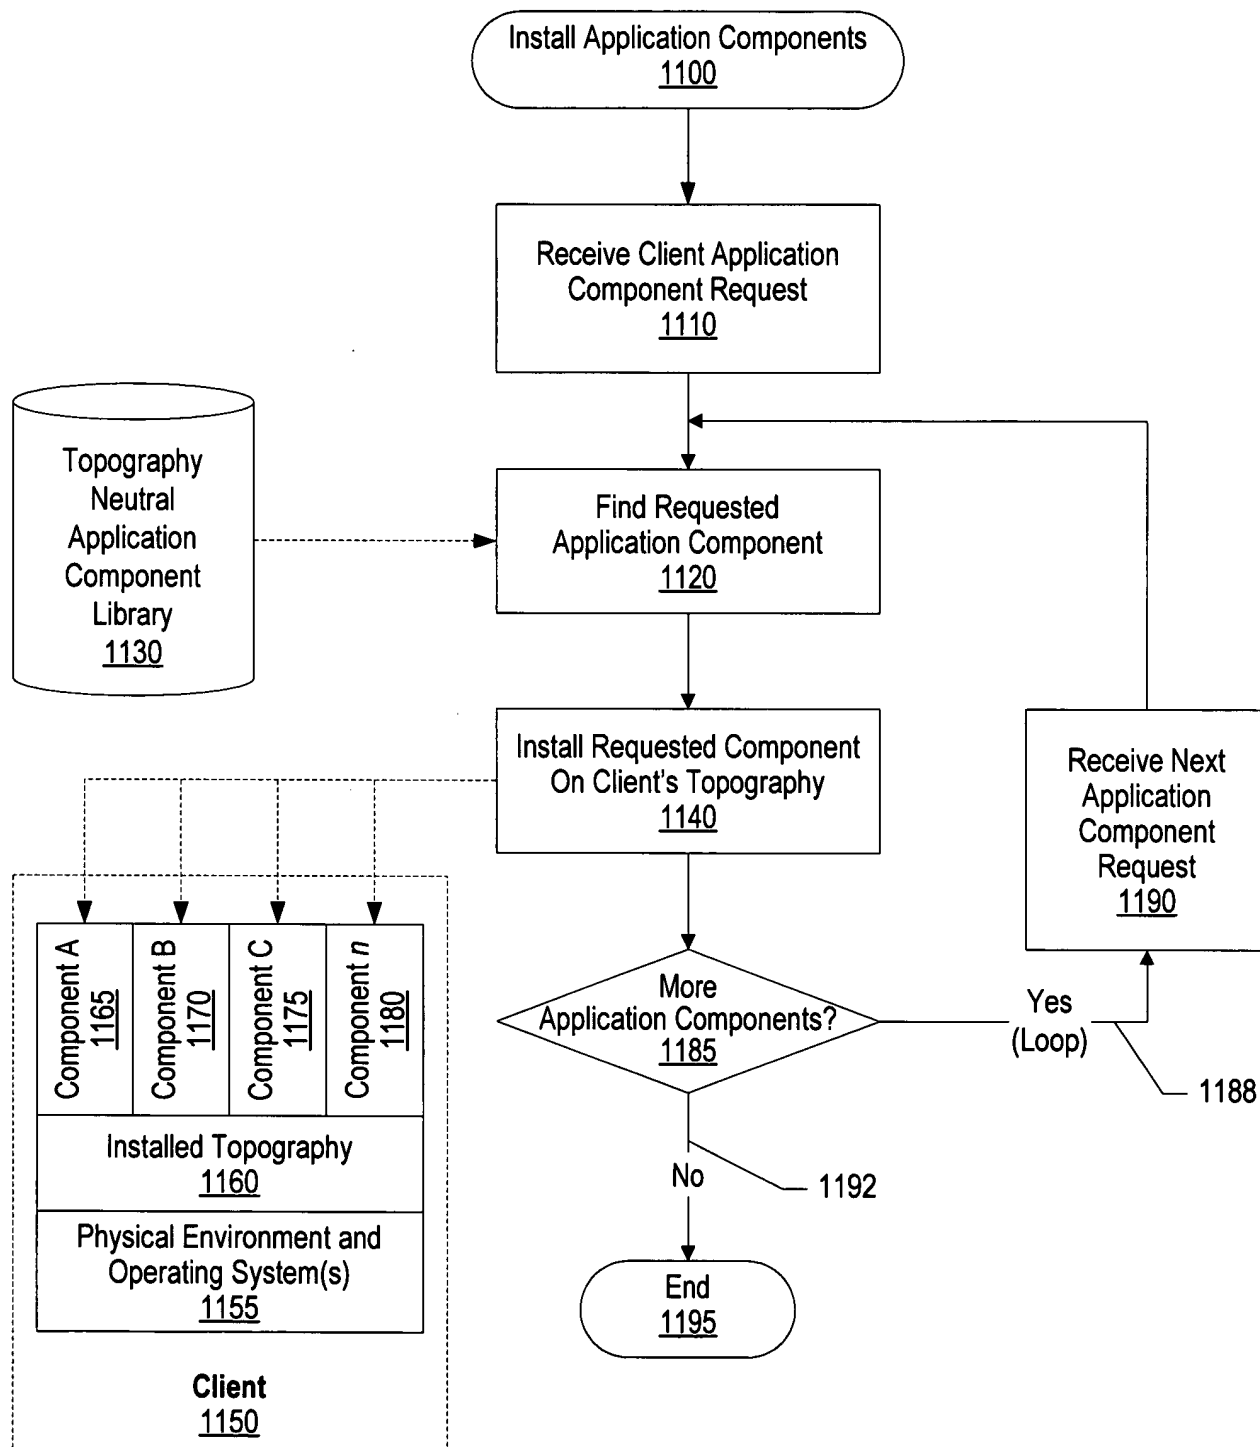 Install Application Components
1100
Receive Client Application
Component Request
1110
Topography
Neutral
Application
Component
Library
1130
Find Requested
Application Component
1120
Install Requested Component
On Client's Topography
1140
Receive Next
Application
Component
Request
1190
Component A
1165
Component B
1170
Component C
1175
Component n
1180
More
Application Components?
1185
Yes
(Loop)
1188
Installed Topography
1160
No
1192
Physical Environment and
Operating System(s)
1155
End
1195
Client
1150